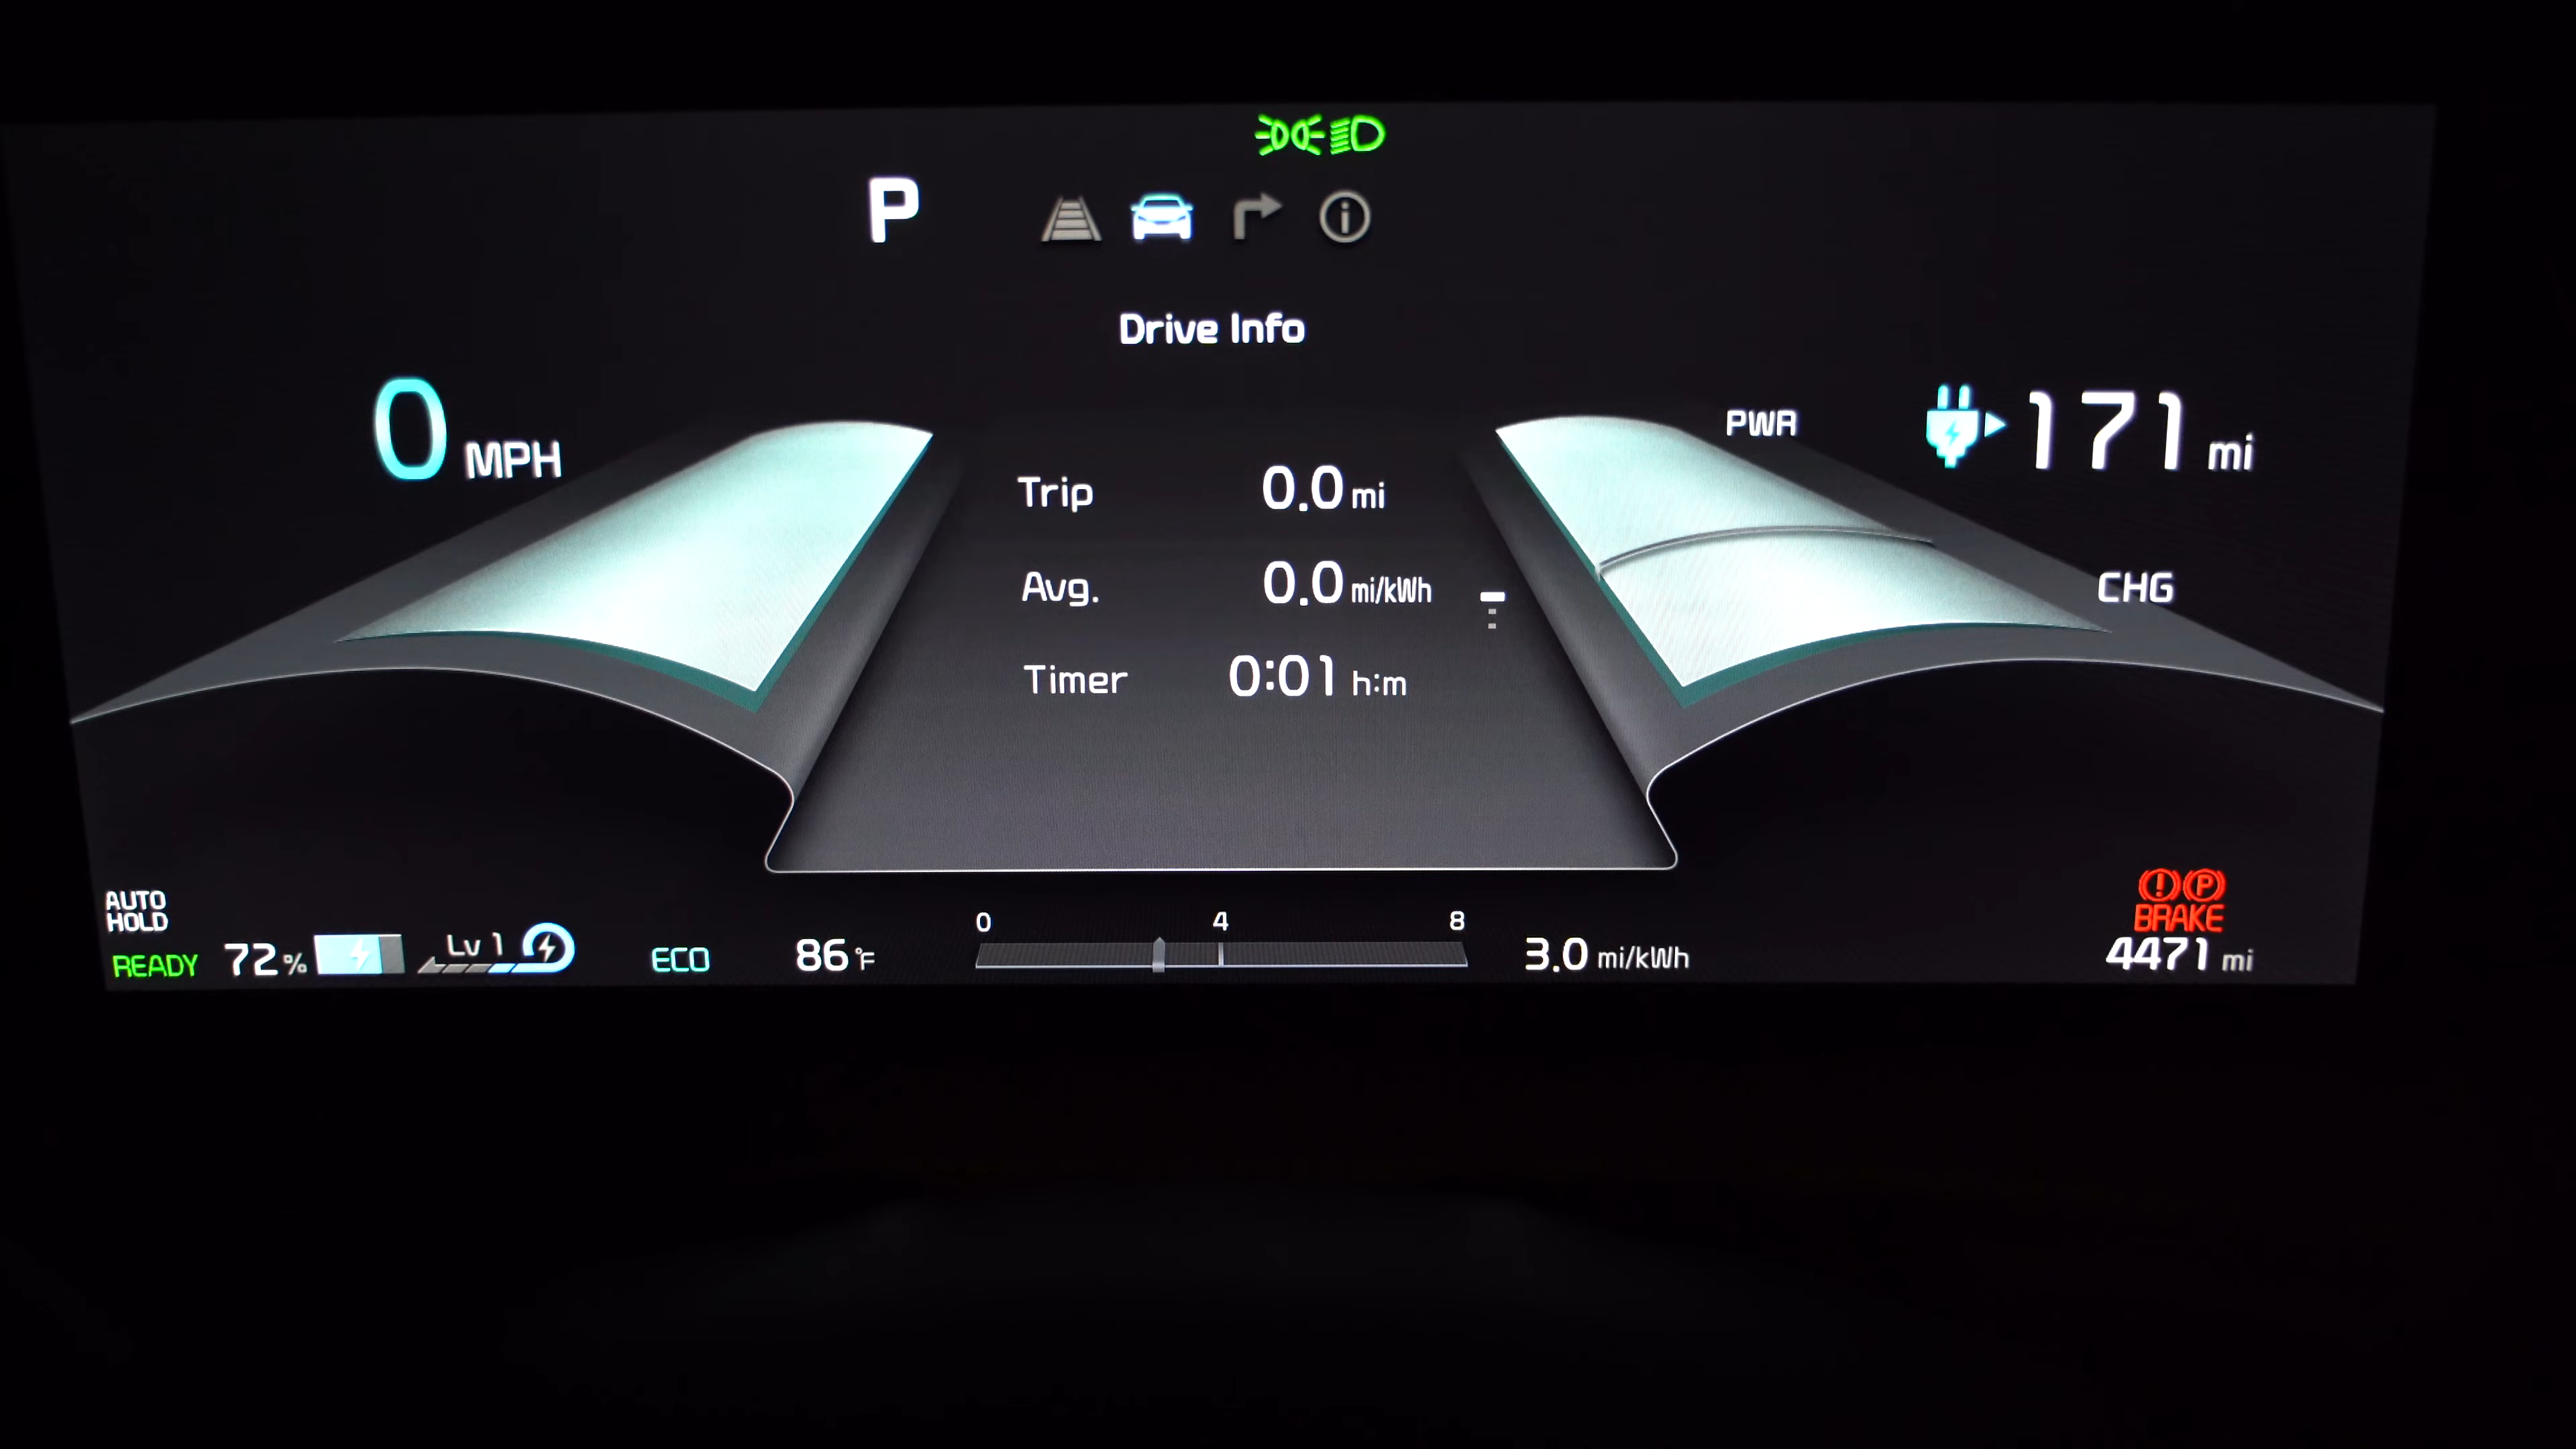 P
Drive Info
0 MPH
PWR
171 mi
Trip 0.0 mi
Avg. 0.0 mi/kWh
CHG
Timer 0:01 h:m
AUTO
HOLD
READY
72%
Lv 1
ECO
86°F
0 4 8
3.0 mi/kWh
P
BRAKE
4471 mi